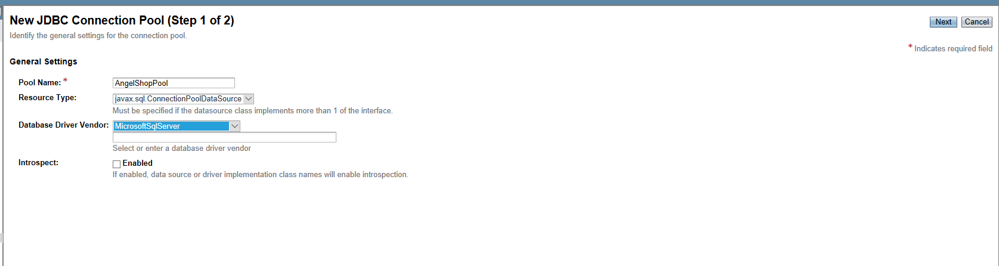 New JDBC Connection Pool (Step 1 of 2)
Next Cancel
Identify the general settings for the connection pool.
* Indicates required field
General Settings
Pool Name: * AngelShopPool
Resource Type: javax.sql.ConnectionPoolDataSource
Must be specified if the datasource class implements more than 1 of the interface.
Database Driver Vendor: MicrosoftSqlServer
Select or enter a database driver vendor
Introspect: Enabled
If enabled, data source or driver implementation class names will enable introspection.